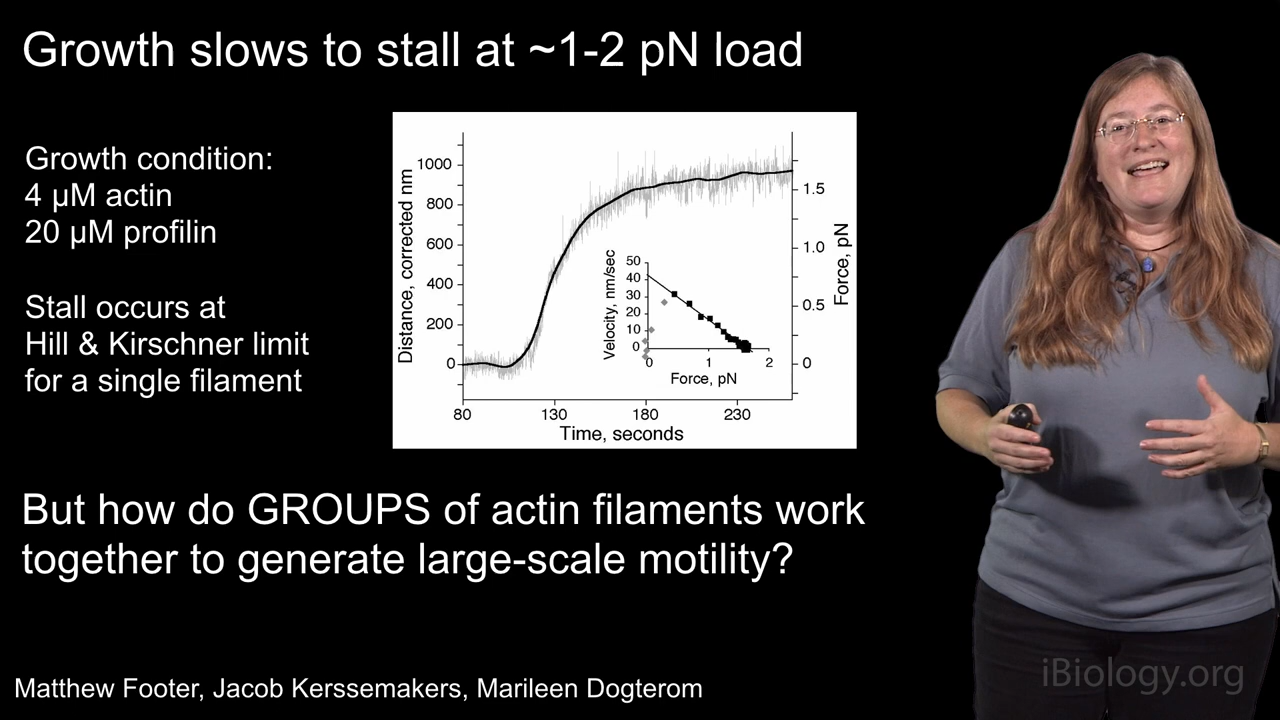 Growth slows to stall at ~1-2 pN load
Growth condition:
4 µM actin
20 µM profilin
Stall occurs at
Hill & Kirschner limit
for a single filament
Distance, corrected nm
1000
800
600
400
200
0
80
130
180
230
Time, seconds
1.5
1.0
0.5
0
Force, pN
Velocity, nm/sec
50
40
30
20
10
0
0
1
2
Force, pN
But how do GROUPS of actin filaments work
together to generate large-scale motility?
Matthew Footer, Jacob Kerssemakers, Marileen Dogterom
iBiology.org